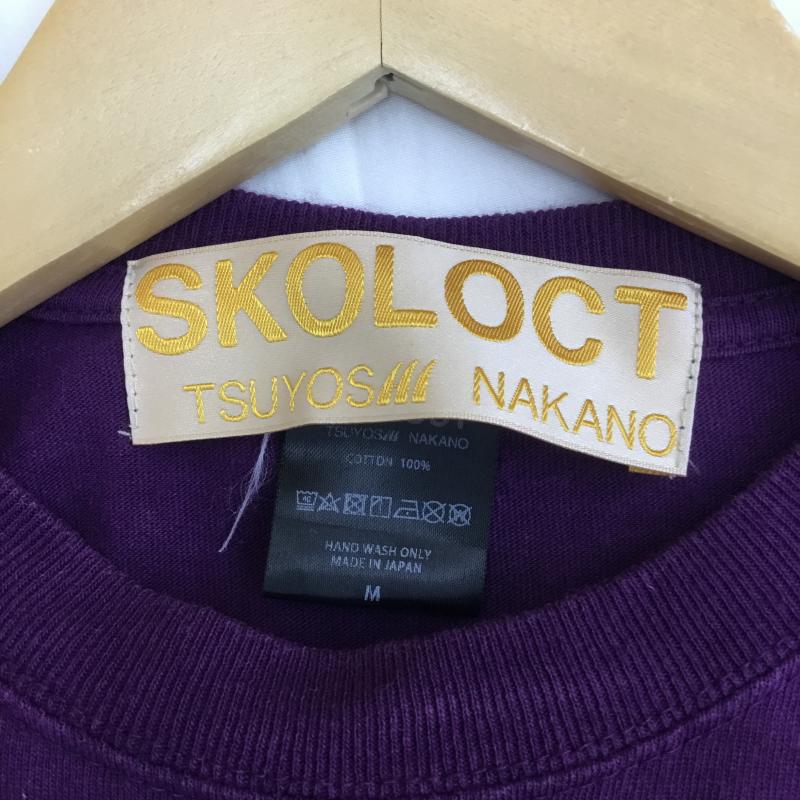 SKOLOCT
TSUYOS/// NAKANO
TSUYOS/// NAKANO
COTTON 100%
HAND WASH ONLY
MADE IN JAPAN
M